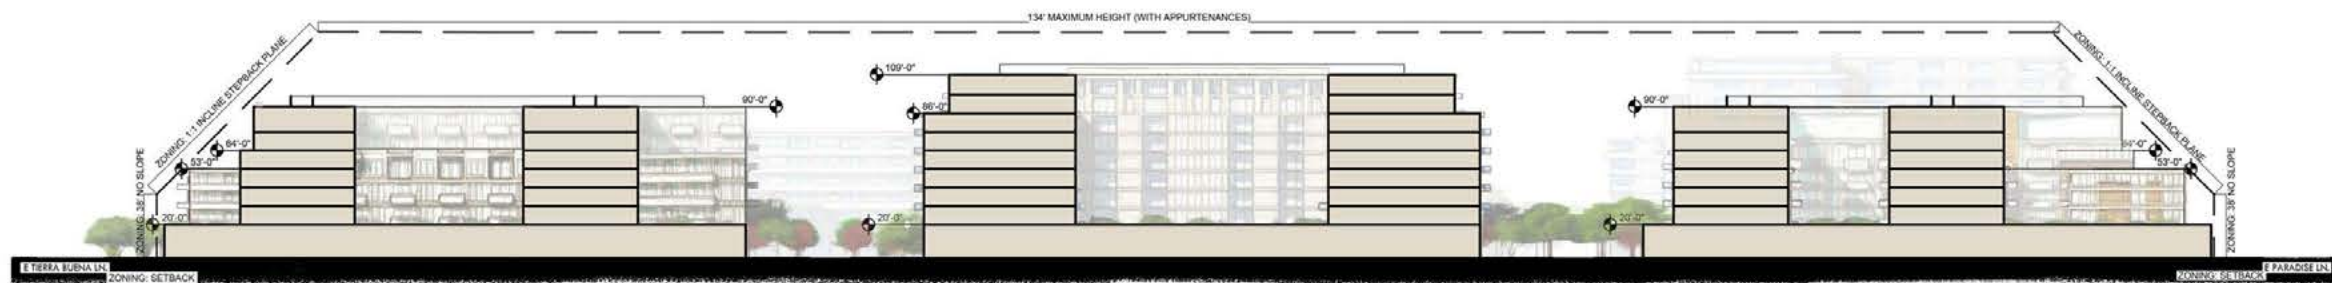 134' MAXIMUM HEIGHT (WITH APPURTENANCES)
ZONING: 1:1 INCLINE STEPBACK PLANE
ZONING: 1:1 INCLINE STEPBACK PLANE
109'-0"
90'-0"
86'-0"
90'-0"
64'-0"
53'-0"
64'-0"
53'-0"
ZONING: 38' NO SLOPE
ZONING: 38' NO SLOPE
20'-0"
20'-0"
20'-0"
E TIERRA BUENA LN.
ZONING: SETBACK
E PARADISE LN.
ZONING: SETBACK